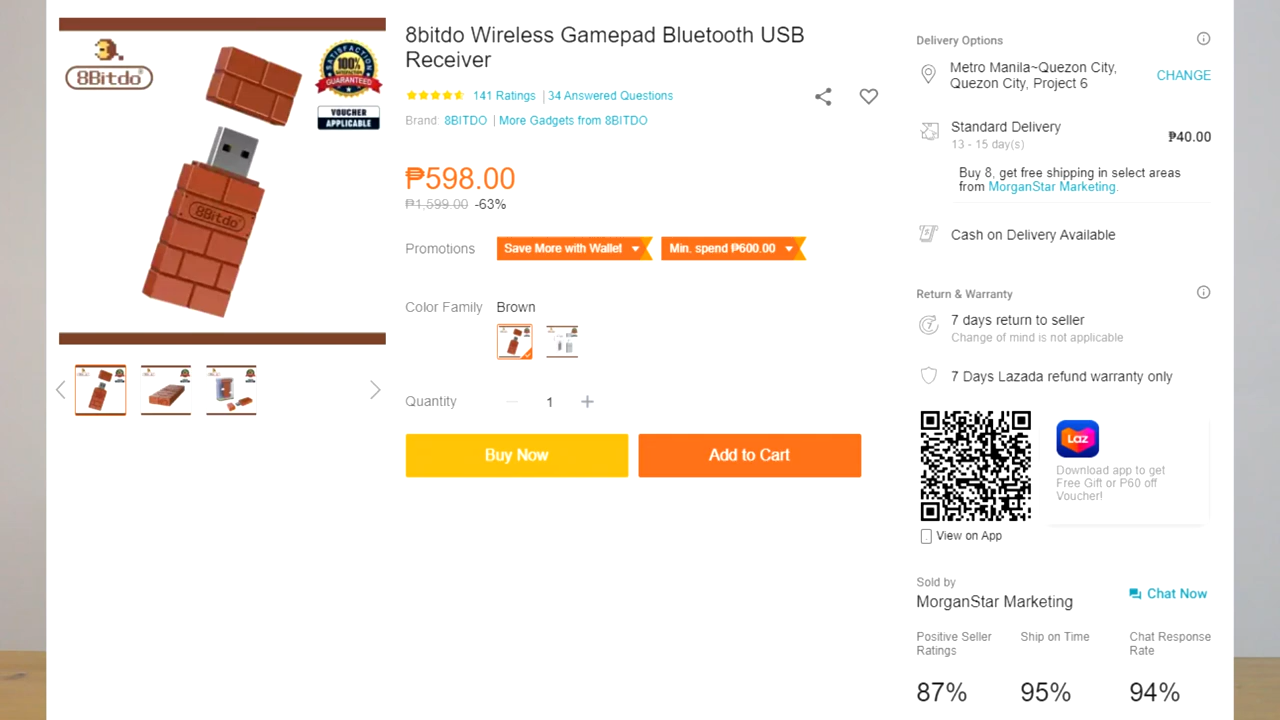 8Bitdo
SATISFACTION
100%
GUARANTEED
VOUCHER
APPLICABLE
8Bitdo
8bitdo Wireless Gamepad Bluetooth USB
Receiver
141 Ratings | 34 Answered Questions
Brand: 8BITDO | More Gadgets from 8BITDO
₱598.00
₱1,599.00 -63%
Promotions Save More with Wallet Min. spend ₱600.00
Color Family Brown
Quantity 1
Buy Now Add to Cart
Delivery Options
Metro Manila~Quezon City,
Quezon City, Project 6
CHANGE
Standard Delivery ₱40.00
13 - 15 day(s)
Buy 8, get free shipping in select areas
from MorganStar Marketing.
Cash on Delivery Available
Return & Warranty
7 days return to seller
Change of mind is not applicable
7 Days Lazada refund warranty only
Laz
Download app to get
Free Gift or P60 off
Voucher!
View on App
Sold by
MorganStar Marketing
Chat Now
Positive Seller
Ratings
Ship on Time
Chat Response
Rate
87% 95% 94%